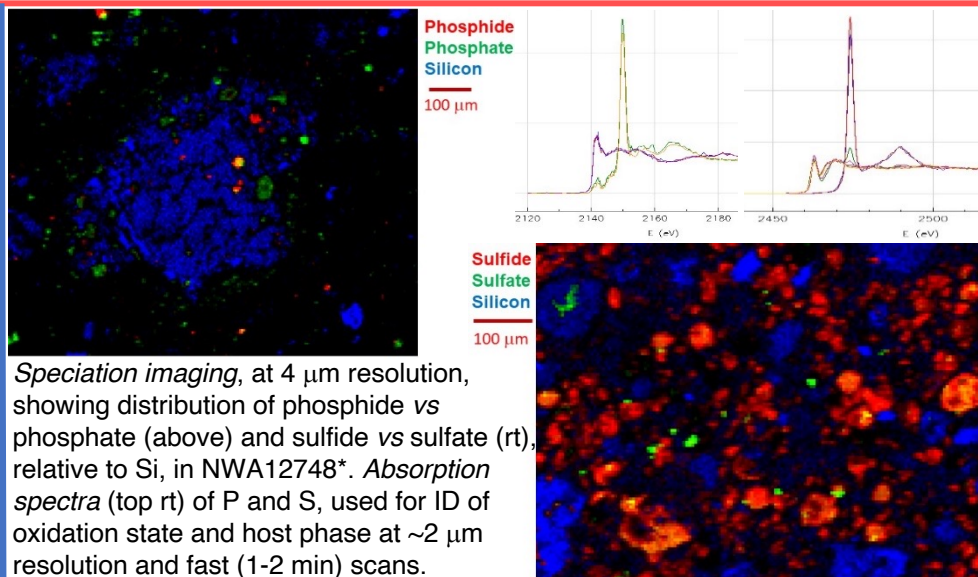 Phosphide
Phosphate
Silicon
100 μm
2120 2140 2160 2180
E (eV)
2450 2500
E (eV)
Sulfide
Sulfate
Silicon
100 μm
Speciation imaging, at 4 μm resolution,
showing distribution of phosphide vs
phosphate (above) and sulfide vs sulfate (rt),
relative to Si, in NWA12748*. Absorption
spectra (top rt) of P and S, used for ID of
oxidation state and host phase at ~2 μm
resolution and fast (1-2 min) scans.